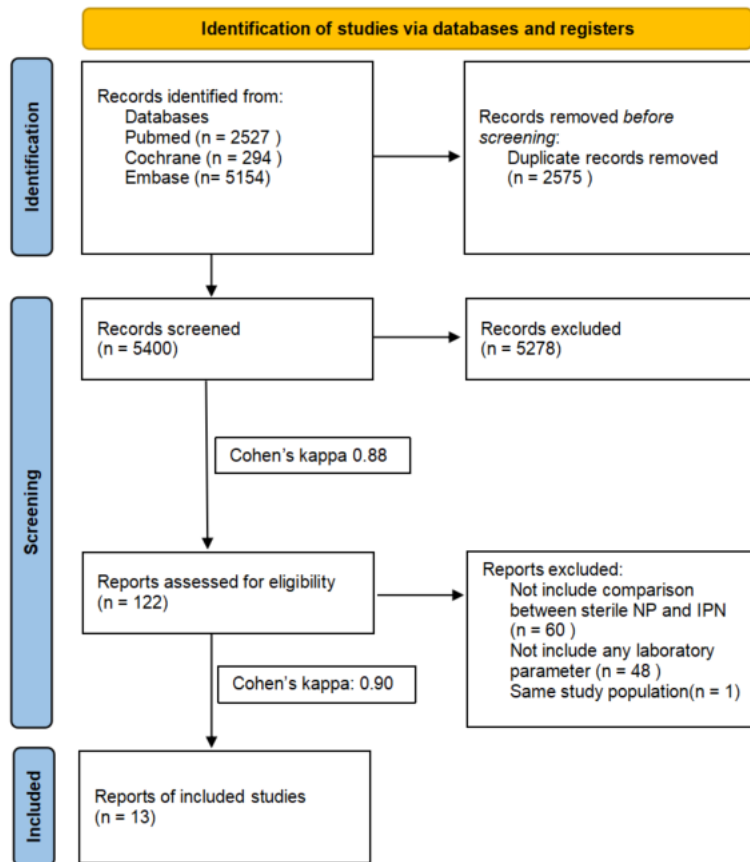 Identification of studies via databases and registers
Identification
Records identified from:
Databases
Pubmed (n = 2527 )
Cochrane (n = 294 )
Embase (n= 5154)
Records removed before
screening:
Duplicate records removed
(n = 2575 )
Screening
Records screened
(n = 5400)
Records excluded
(n = 5278)
Cohen's kappa 0.88
Reports assessed for eligibility
(n = 122)
Reports excluded:
Not include comparison
between sterile NP and IPN
(n = 60 )
Not include any laboratory
parameter (n = 48 )
Same study population(n = 1)
Cohen's kappa: 0.90
Included
Reports of included studies
(n = 13)